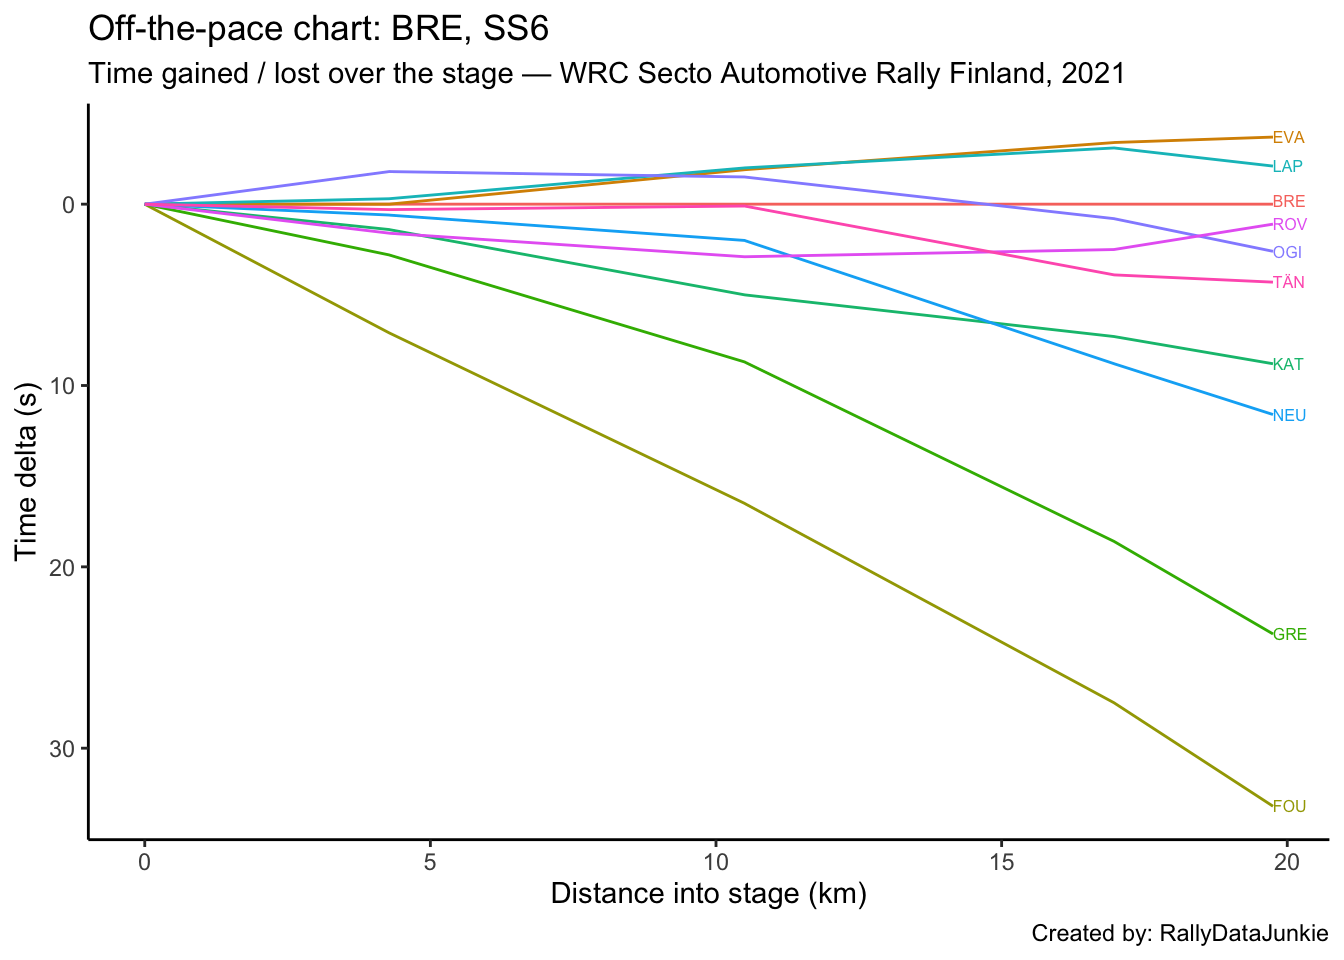 Off-the-pace chart: BRE, SS6
Time gained / lost over the stage — WRC Secto Automotive Rally Finland, 2021
EVA
LAP
BRE
ROV
OGI
TÄN
KAT
NEU
GRE
FOU
0
10
20
30
Time delta (s)
0 5 10 15 20
Distance into stage (km)
Created by: RallyDataJunkie